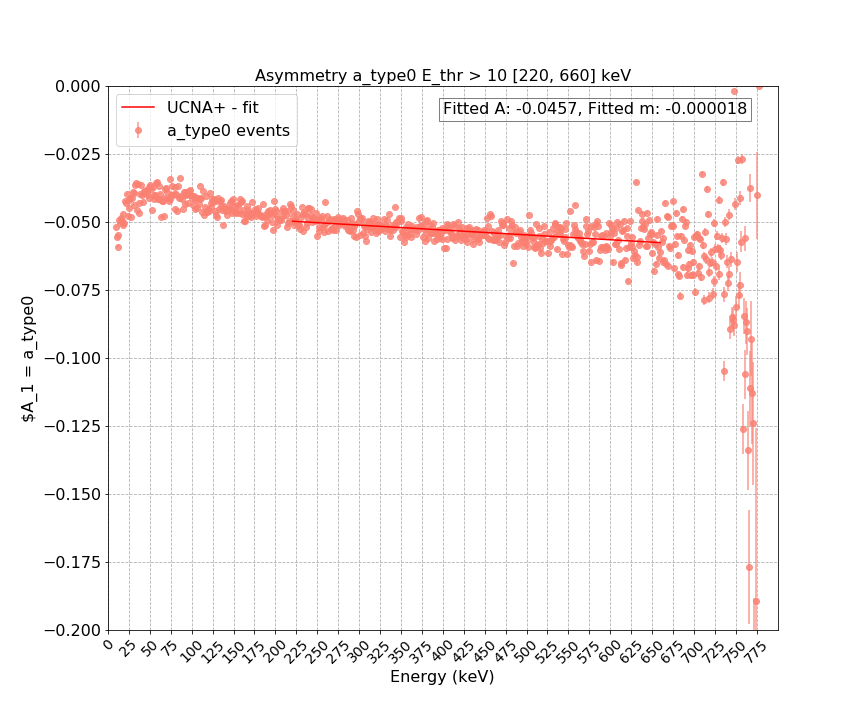 Asymmetry a_type0 E_thr > 10 [220, 660] keV
UCNA+ - fit
a_type0 events
Fitted A: -0.0457, Fitted m: -0.000018
$A_1 = a_type0
0.000
−0.025
−0.050
−0.075
−0.100
−0.125
−0.150
−0.175
−0.200
0 25 50 75 100 125 150 175 200 225 250 275 300 325 350 375 400 425 450 475 500 525 550 575 600 625 650 675 700 725 750 775
Energy (keV)